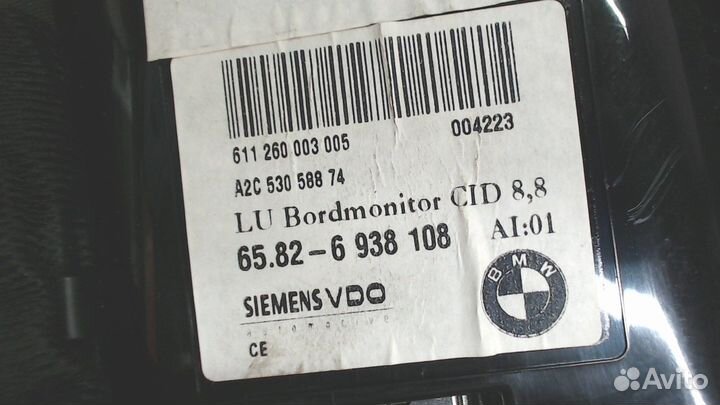 611 260 003 005
004223
A2C 530 588 74
LU Bordmonitor CID 8,8
65.82-6 938 108 AI:01
BMW
SIEMENS VDO
automotive
CE
Avito